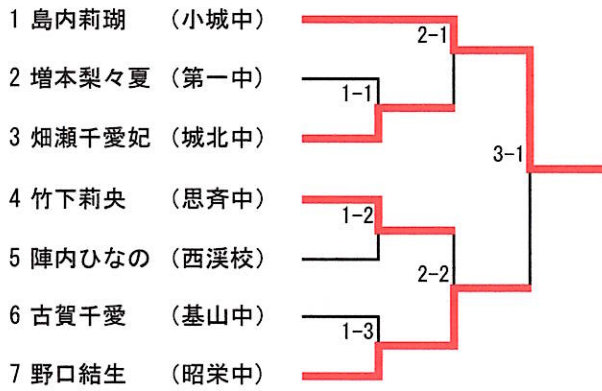 1 島内莉瑚 (小城中)
2 増本梨々夏 (第一中)
3 畑瀬千愛妃 (城北中)
4 竹下莉央 (思斉中)
5 陣内ひなの (西渓校)
6 古賀千愛 (基山中)
7 野口結生 (昭栄中)
2-1
1-1
3-1
1-2
2-2
1-3